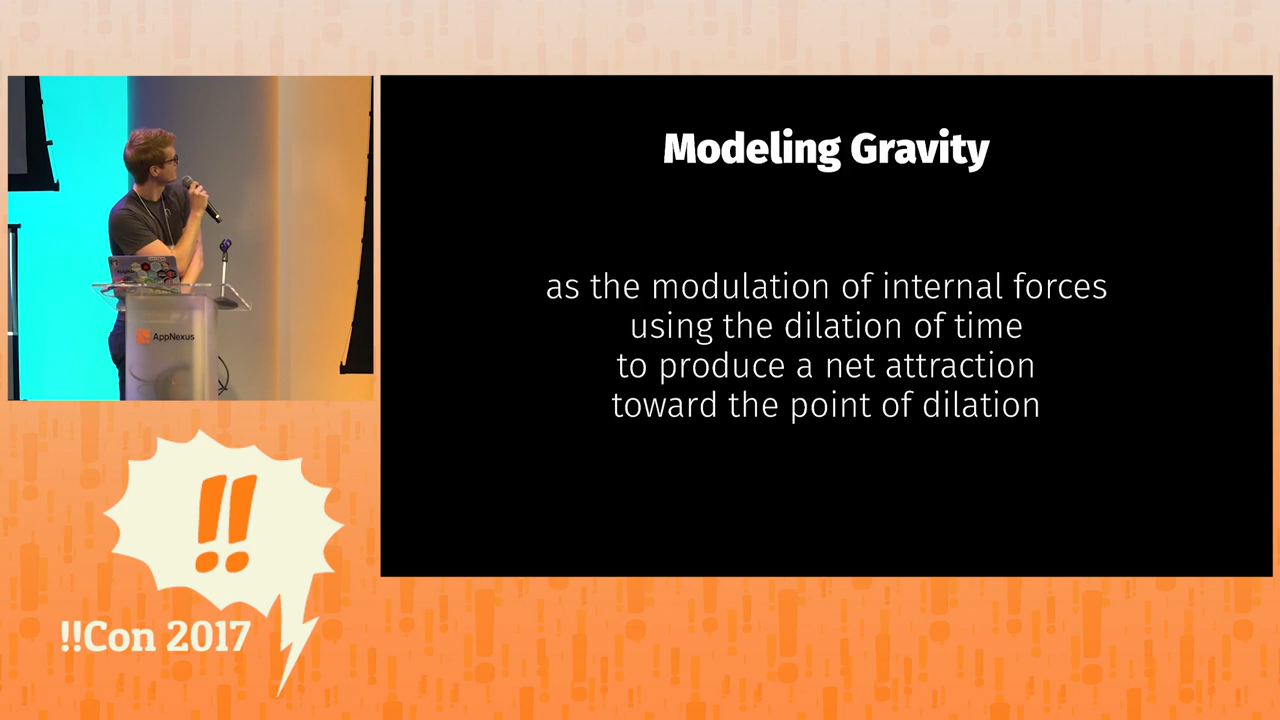 Modeling Gravity
as the modulation of internal forces
using the dilation of time
to produce a net attraction
toward the point of dilation
AppNexus
!!
!!Con 2017